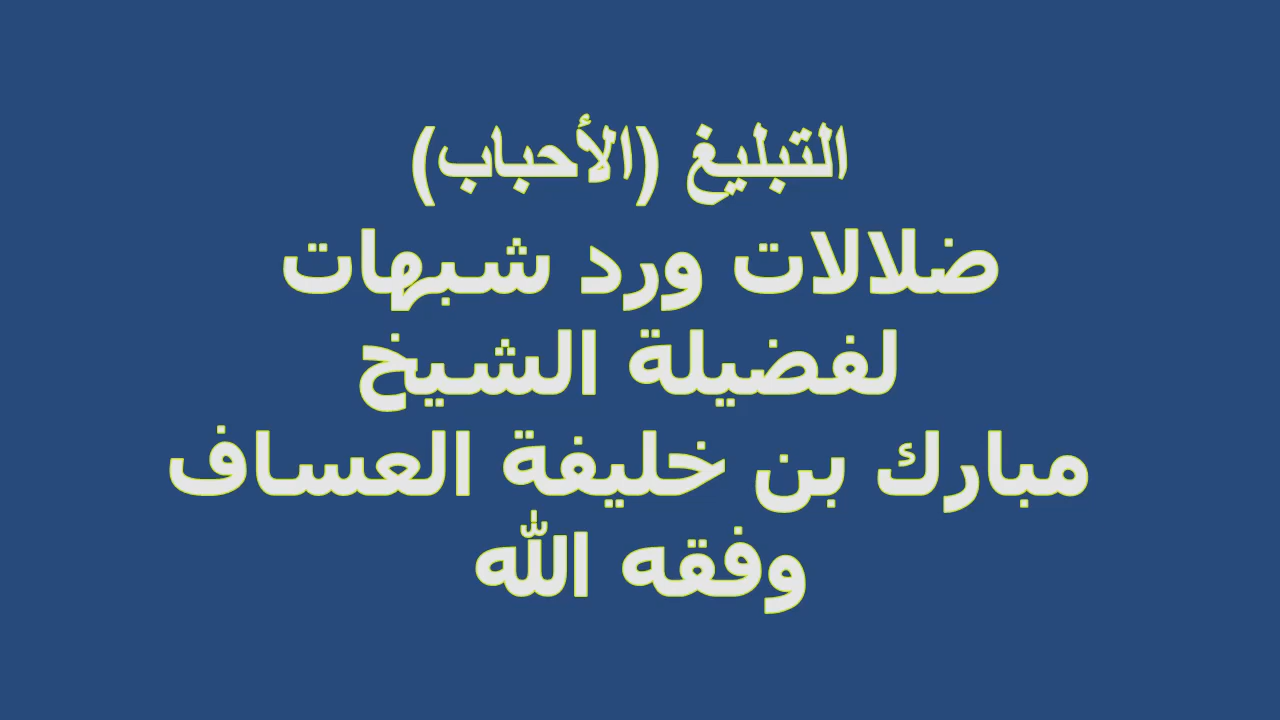 التبليغ (الأحباب)
ضلالات ورد شبهات
لفضيلة الشيخ
مبارك بن خليفة العساف
وفقه الله